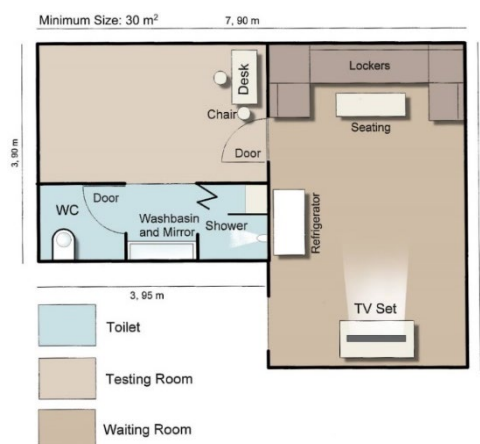 Minimum Size: 30 m²
7, 90 m
Lockers
Desk
Chair
Seating
3, 90 m
Door
Door
WC
Washbasin
and Mirror
Shower
Refrigerator
3, 95 m
TV Set
Toilet
Testing Room
Waiting Room